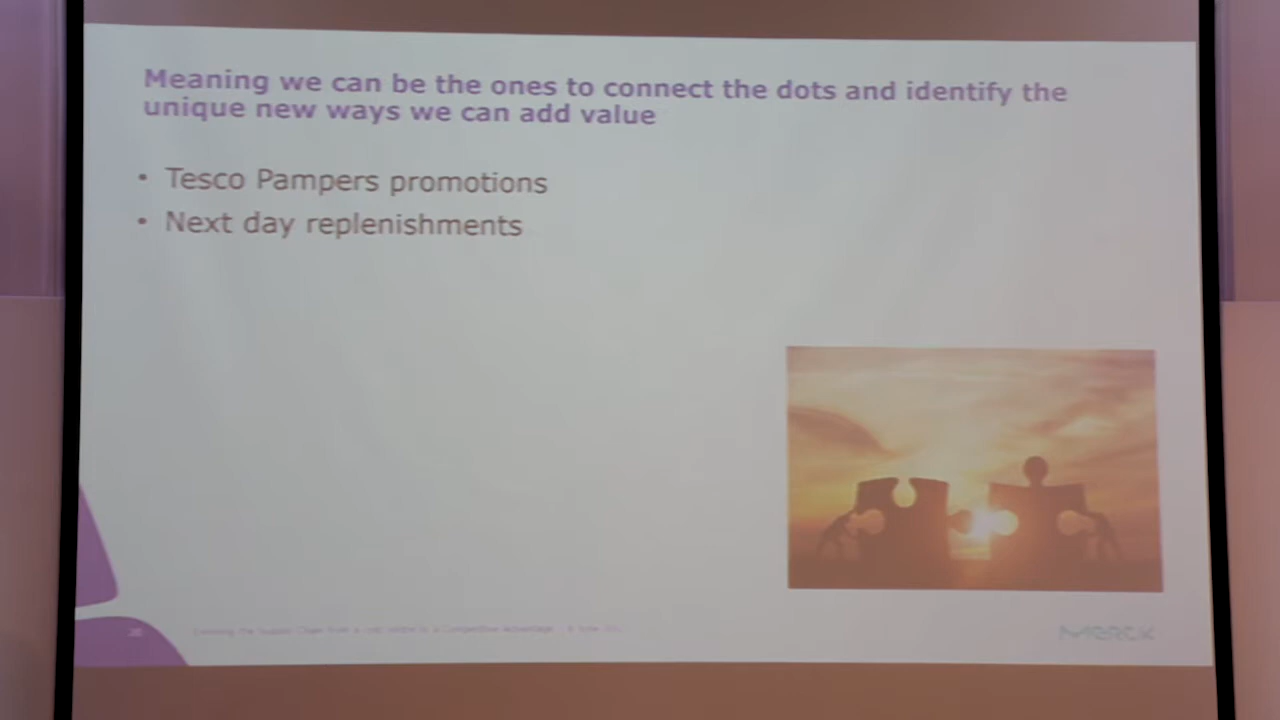 Meaning we can be the ones to connect the dots and identify the
unique new ways we can add value
• Tesco Pampers promotions
• Next day replenishments
MERCK